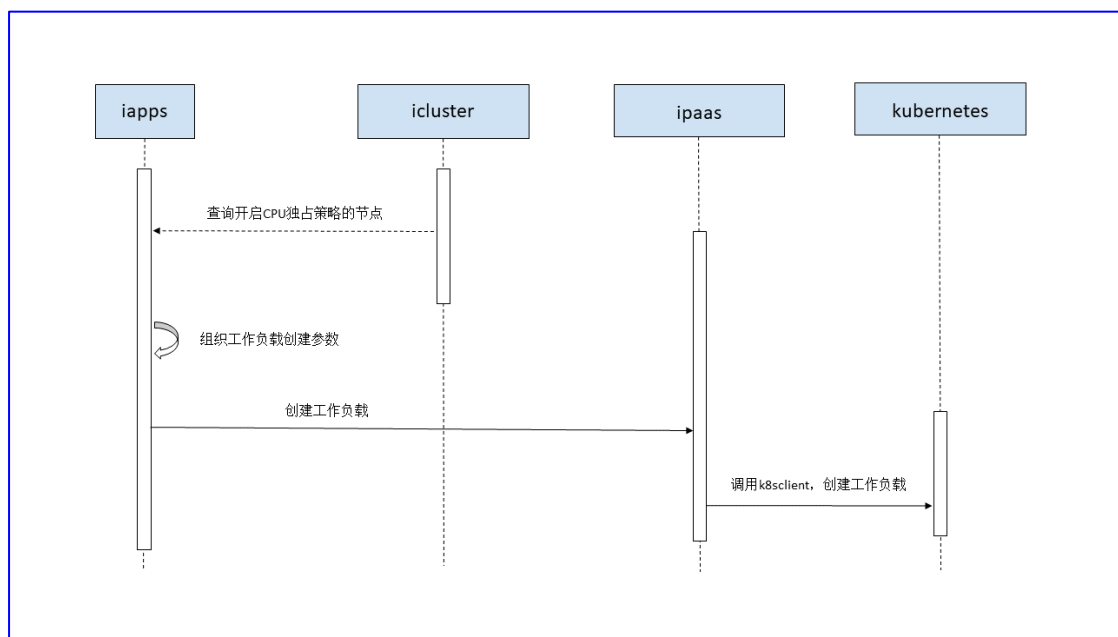 iapps
icluster
ipaas
kubernetes
查询开启CPU独占策略的节点
组织工作负载创建参数
创建工作负载
调用k8sclient，创建工作负载